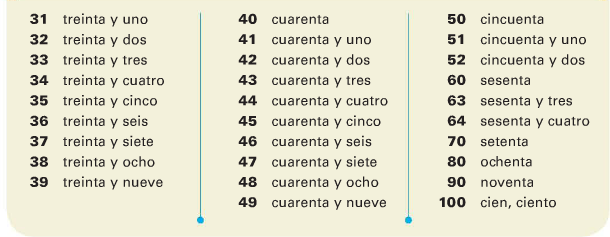 31 treinta y uno
32 treinta y dos
33 treinta y tres
34 treinta y cuatro
35 treinta y cinco
36 treinta y seis
37 treinta y siete
38 treinta y ocho
39 treinta y nueve
40 cuarenta
41 cuarenta y uno
42 cuarenta y dos
43 cuarenta y tres
44 cuarenta y cuatro
45 cuarenta y cinco
46 cuarenta y seis
47 cuarenta y siete
48 cuarenta y ocho
49 cuarenta y nueve
50 cincuenta
51 cincuenta y uno
52 cincuenta y dos
60 sesenta
63 sesenta y tres
64 sesenta y cuatro
70 setenta
80 ochenta
90 noventa
100 cien, ciento